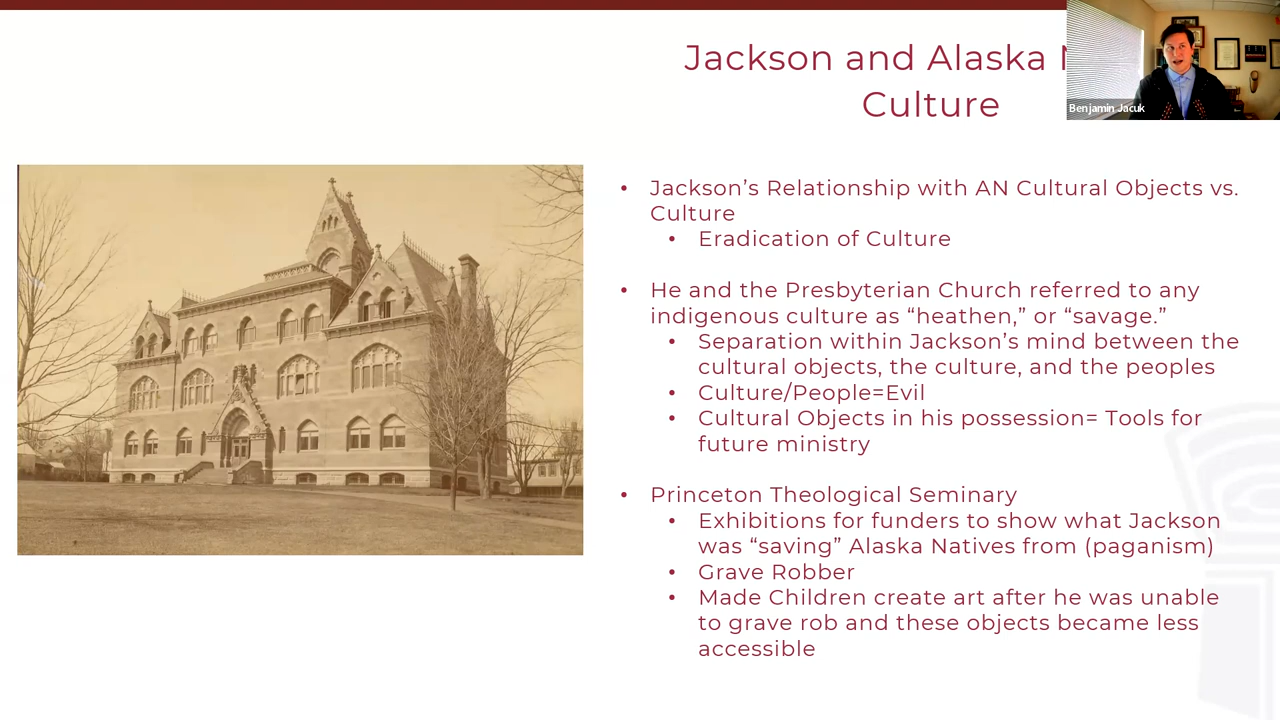 Jackson and Alaska
Culture
Benjamin Jacuk
• Jackson’s Relationship with AN Cultural Objects vs.
Culture
• Eradication of Culture
• He and the Presbyterian Church referred to any
indigenous culture as “heathen,” or “savage.”
• Separation within Jackson’s mind between the
cultural objects, the culture, and the peoples
• Culture/People=Evil
• Cultural Objects in his possession= Tools for
future ministry
• Princeton Theological Seminary
• Exhibitions for funders to show what Jackson
was “saving” Alaska Natives from (paganism)
• Grave Robber
• Made Children create art after he was unable
to grave rob and these objects became less
accessible